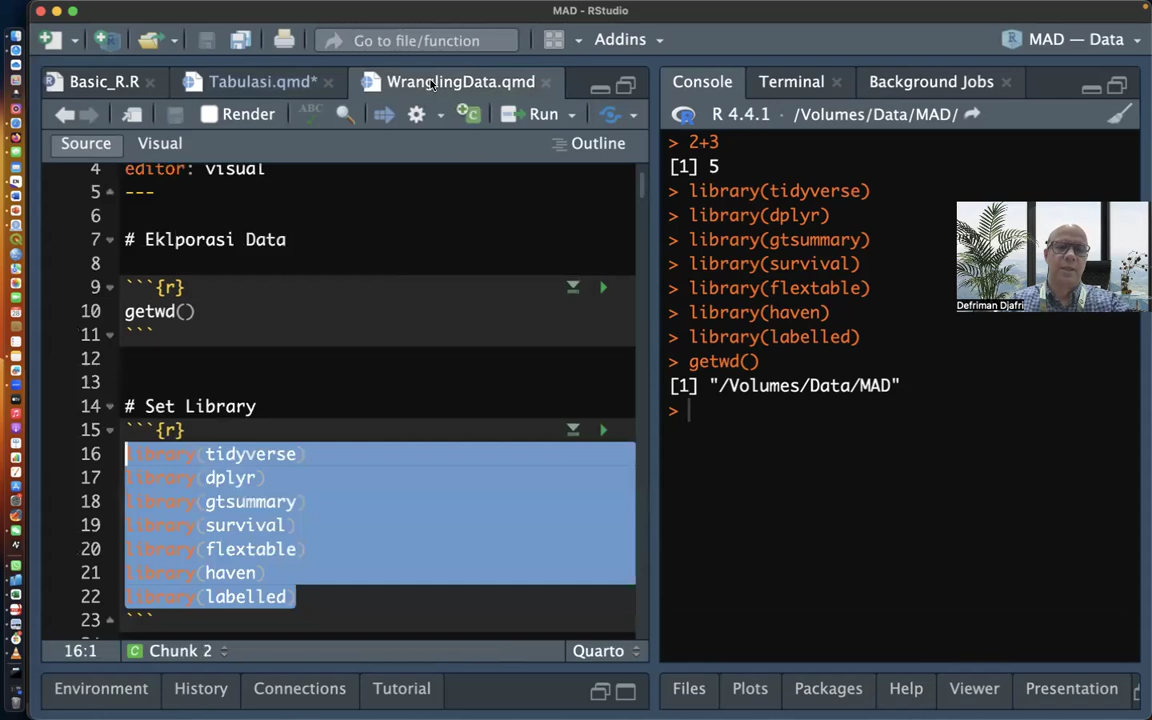 MAD - RStudio
Go to file/function
Addins
MAD — Data
Basic_R.R
Tabulasi.qmd*
WranglingData.qmd
Render
ABC
Run
Source
Visual
Outline
4 editor: visual
5 ---
6
7 # Eklporasi Data
8
9 ```{r}
10 getwd()
11 ```
12
13
14 # Set Library
15 ```{r}
16 library(tidyverse)
17 library(dplyr)
18 library(gtsummary)
19 library(survival)
20 library(flextable)
21 library(haven)
22 library(labelled)
23 ```
16:1
Chunk 2
Quarto
Environment
History
Connections
Tutorial
Console
Terminal
Background Jobs
R 4.4.1 · /Volumes/Data/MAD/
> 2+3
[1] 5
> library(tidyverse)
> library(dplyr)
> library(gtsummary)
> library(survival)
> library(flextable)
> library(haven)
> library(labelled)
> getwd()
[1] "/Volumes/Data/MAD"
>
Defriman Djafri
Files
Plots
Packages
Help
Viewer
Presentation